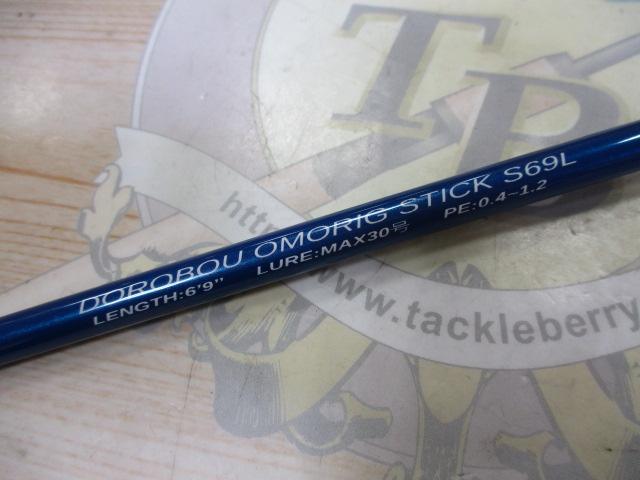 TB
DOROBOU OMORIG STICK S69L
LENGTH:6'9" LURE:MAX30号 PE:0.4~1.2
http
www.tackleberry